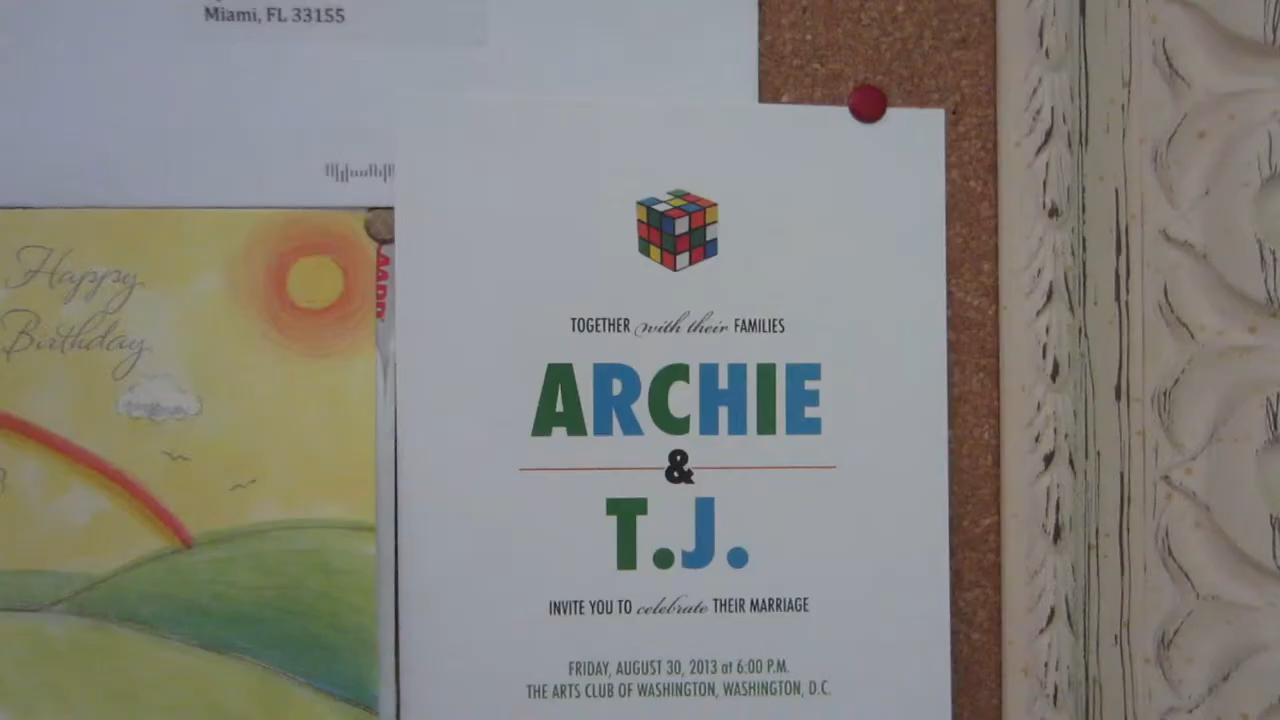 Miami, FL 33155
Happy
Birthday
AARP
TOGETHER with their FAMILIES
ARCHIE
&
T.J.
INVITE YOU TO celebrate THEIR MARRIAGE
FRIDAY, AUGUST 30, 2013 at 6:00 P.M.
THE ARTS CLUB OF WASHINGTON, WASHINGTON, D.C.